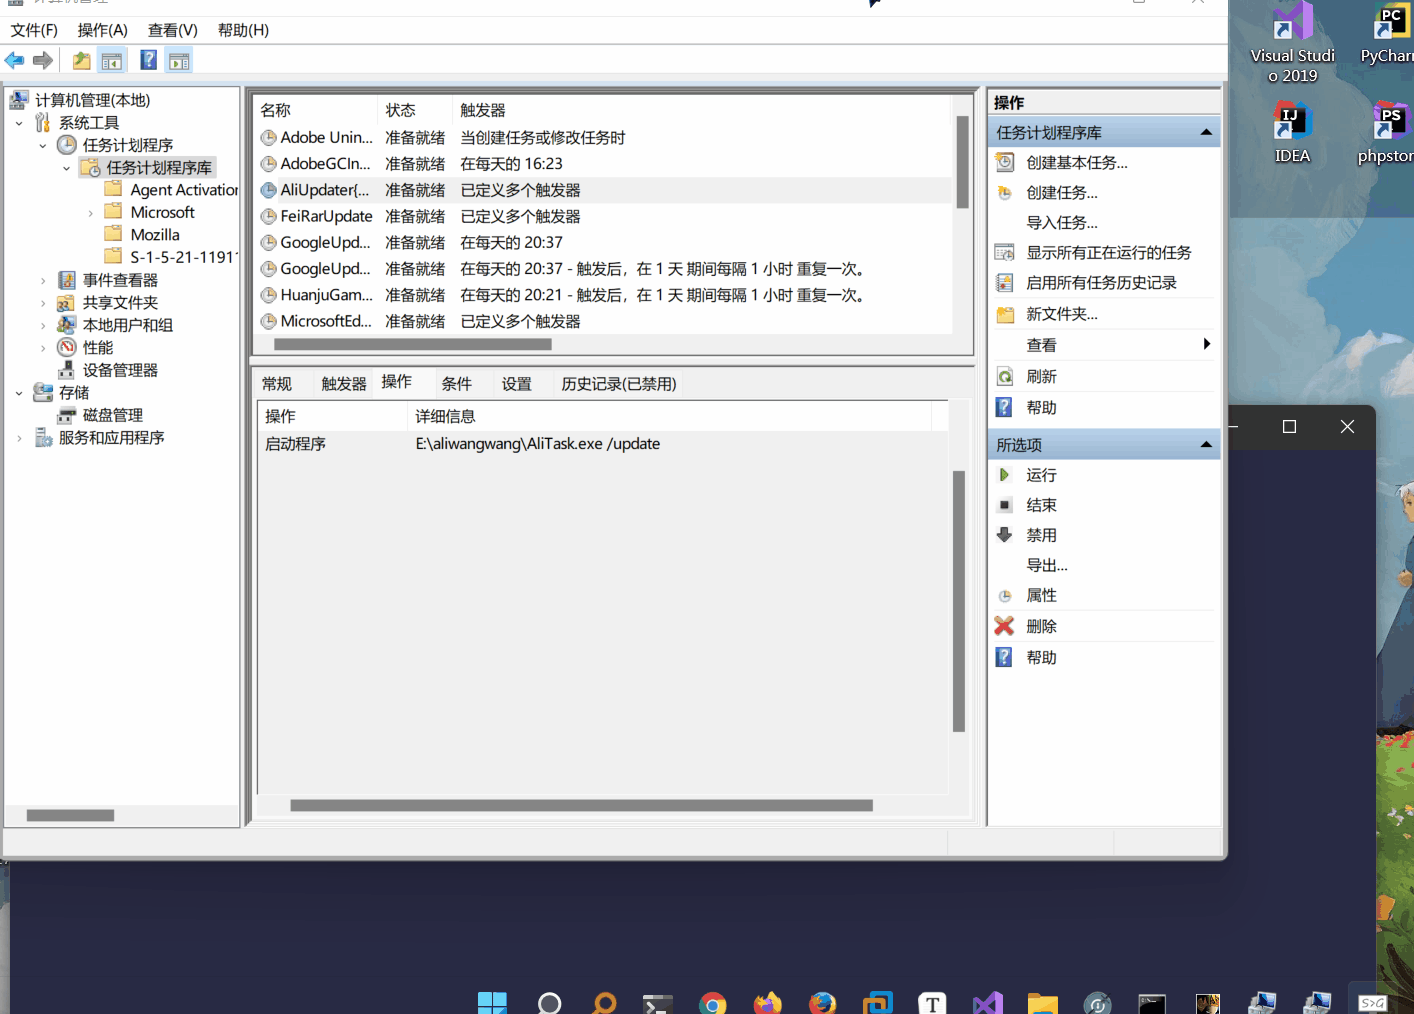 文件(F) 操作(A) 查看(V) 帮助(H)
计算机管理(本地)
系统工具
任务计划程序
任务计划程序库
Agent Activation
Microsoft
Mozilla
S-1-5-21-11911
事件查看器
共享文件夹
本地用户和组
性能
设备管理器
存储
磁盘管理
服务和应用程序
名称 状态 触发器
Adobe Unin... 准备就绪 当创建任务或修改任务时
AdobeGCIn... 准备就绪 在每天的 16:23
AliUpdater{... 准备就绪 已定义多个触发器
FeiRarUpdate 准备就绪 已定义多个触发器
GoogleUpd... 准备就绪 在每天的 20:37
GoogleUpd... 准备就绪 在每天的 20:37 - 触发后，在 1 天 期间每隔 1 小时 重复一次。
HuanjuGam... 准备就绪 在每天的 20:21 - 触发后，在 1 天 期间每隔 1 小时 重复一次。
MicrosoftEd... 准备就绪 已定义多个触发器
常规 触发器 操作 条件 设置 历史记录(已禁用)
操作 详细信息
启动程序 E:\aliwangwang\AliTask.exe /update
操作
任务计划程序库
创建基本任务...
创建任务...
导入任务...
显示所有正在运行的任务
启用所有任务历史记录
新文件夹...
查看
刷新
帮助
所选项
运行
结束
禁用
导出...
属性
删除
帮助
Visual Studi
o 2019
PC
PyCharm
IJ
IDEA
PS
phpstor
T
S>G